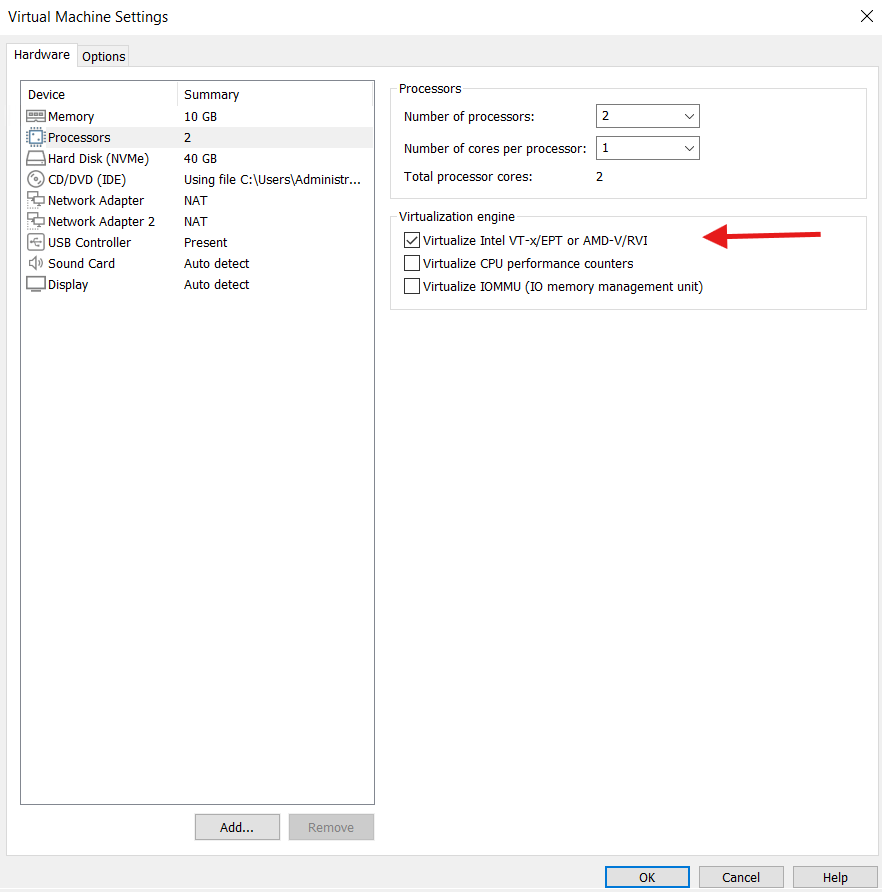 Virtual Machine Settings
Hardware Options
Device Summary
Memory 10 GB
Processors 2
Hard Disk (NVMe) 40 GB
CD/DVD (IDE) Using file C:\Users\Administr...
Network Adapter NAT
Network Adapter 2 NAT
USB Controller Present
Sound Card Auto detect
Display Auto detect
Add... Remove
Processors
Number of processors: 2
Number of cores per processor: 1
Total processor cores: 2
Virtualization engine
Virtualize Intel VT-x/EPT or AMD-V/RVI
Virtualize CPU performance counters
Virtualize IOMMU (IO memory management unit)
OK Cancel Help